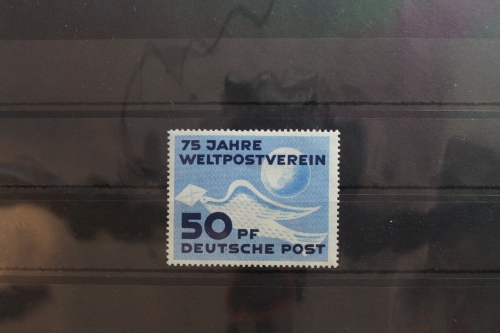 75 JAHRE
WELTPOSTVEREIN
50 PF
DEUTSCHE POST